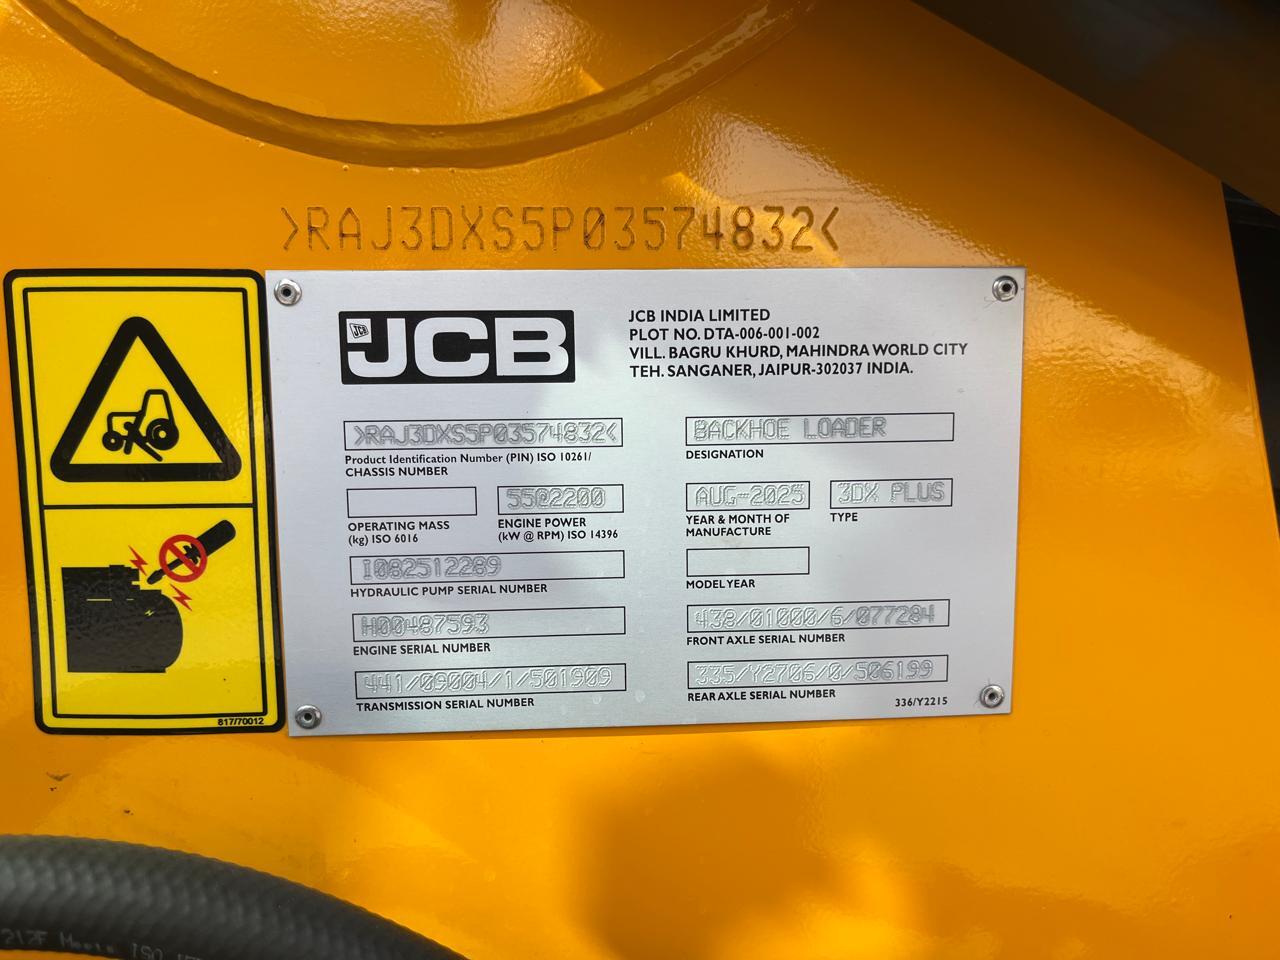 >RAJ3DXS5P03574832<
JCB
JCB
JCB INDIA LIMITED
PLOT NO. DTA-006-001-002
VILL. BAGRU KHURD, MAHINDRA WORLD CITY
TEH. SANGANER, JAIPUR-302037 INDIA.
>RAJ3DXS5P03574832<
Product Identification Number (PIN) ISO 10261/
CHASSIS NUMBER
BACKHOE LOADER
DESIGNATION
OPERATING MASS
(kg) ISO 6016
55@2200
ENGINE POWER
(kW @ RPM) ISO 14396
AUG-2025
YEAR & MONTH OF
MANUFACTURE
3DX PLUS
TYPE
I082512289
HYDRAULIC PUMP SERIAL NUMBER
MODEL YEAR
H00487593
ENGINE SERIAL NUMBER
438/01000/6/077284
FRONT AXLE SERIAL NUMBER
441/09004/1/501909
TRANSMISSION SERIAL NUMBER
335/Y2706/0/506199
REAR AXLE SERIAL NUMBER
336/Y2215
817/70012
ISO